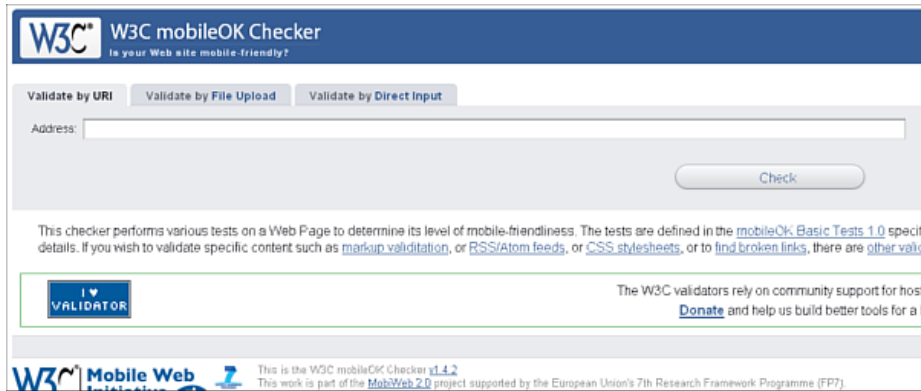 W3C® W3C mobileOK Checker
Is your Web site mobile-friendly?
Validate by URI Validate by File Upload Validate by Direct Input
Address:
Check
This checker performs various tests on a Web Page to determine its level of mobile-friendliness. The tests are defined in the mobileOK Basic Tests 1.0
details. If you wish to validate specific content such as markup validitation, or RSS/Atom feeds, or CSS stylesheets, or to find broken links, there are other
I ♥
VALIDATOR
The W3C validators rely on community support for
Donate and help us build better tools for a
W3C® Mobile Web
Initiative
7
This is the W3C mobileOK Checker v1.4.2
This work is part of the MobiWeb 2.0 project supported by the European Union's 7th Research Framework Programme (FP7).